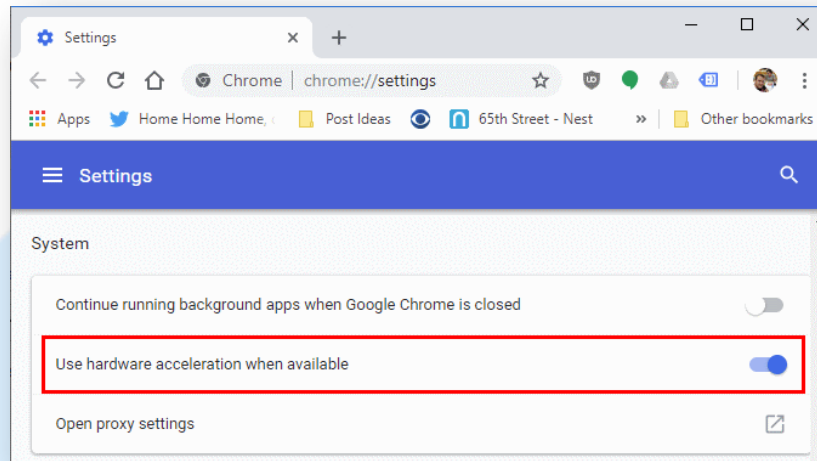 Settings
Chrome | chrome://settings
Apps Home Home Home, Post Ideas 65th Street - Nest » Other bookmarks
Settings
System
Continue running background apps when Google Chrome is closed
Use hardware acceleration when available
Open proxy settings